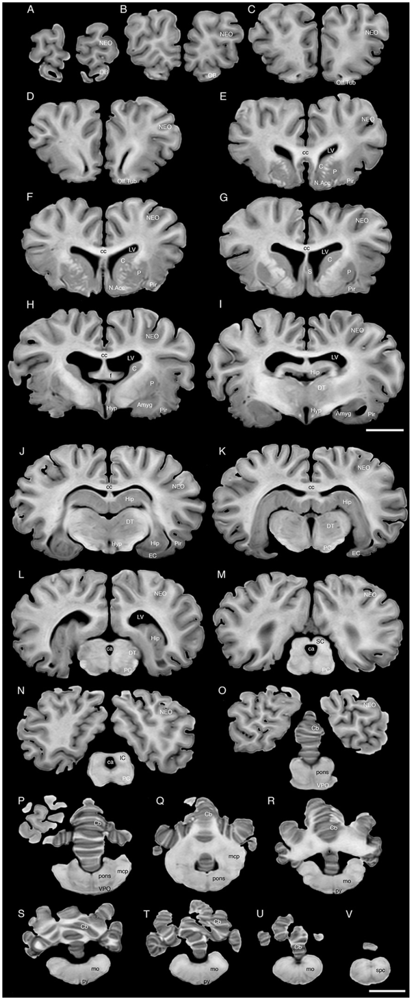 A B C
NEO NEO NEO
OB OB Olf.Tub
D E
NEO NEO
cc LV
C P
Olf.Tub N.Acc Pir
F G
NEO NEO
cc LV cc LV
C C
P S P
N.Acc Pir Pir
H I
NEO NEO
cc LV LV
f C Hip
P DT
Hyp Amyg Pir Hyp Amyg Pir
J K
NEO NEO
cc cc
Hip Hip
DT DT
Hyp Hip Pir PC
EC EC
L M
NEO NEO
LV
Hip SC
ca DT ca
PC PC
N O
NEO NEO
Cb
ca IC pons
PC VPO
P Q R
Cb Cb Cb
pons mcp mcp mo
VPO pons py
S T U V
Cb Cb Cb
mo mo mo spc
py py